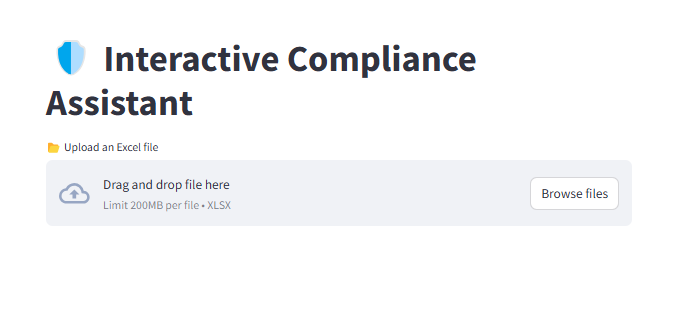 Interactive Compliance
Assistant
Upload an Excel file
Drag and drop file here
Limit 200MB per file • XLSX
Browse files